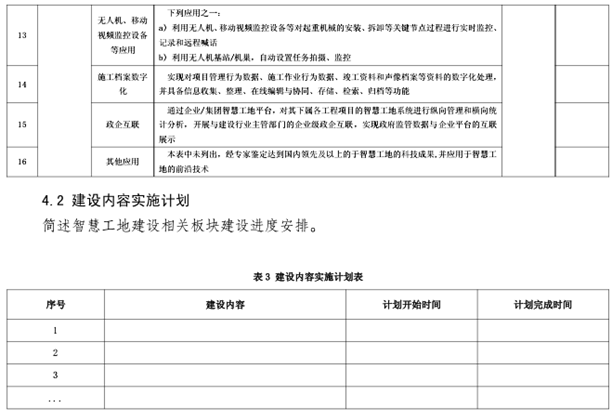 13
无人机、移动
视频监控设备
等应用
下列应用之一：
a）利用无人机、移动视频监控设备等对起重机械的安装、拆卸等关键节点过程进行实时监控、
记录和远程喊话
b）利用无人机基站/机巢，自动设置任务拍摄、监控
14
施工档案数字
化
实现对项目管理行为数据、施工作业行为数据、竣工资料和声像档案等资料的数字化处理，
并具备信息收集、整理、在线编辑与协同、存储、检索、归档等功能
15
政企互联
通过企业/集团智慧工地平台，对其下属各工程项目的智慧工地系统进行纵向管理和横向统
计分析，开展与建设行业主管部门的企业级政企互联，实现政府监管数据与企业平台的互联
展示
16
其他应用
本表中未列出，经专家鉴定达到国内领先及以上的于智慧工地的科技成果,并应用于智慧工
地的前沿技术
4.2 建设内容实施计划
简述智慧工地建设相关板块建设进度安排。
表 3 建设内容实施计划表
序号 建设内容 计划开始时间 计划完成时间
1
2
3
...